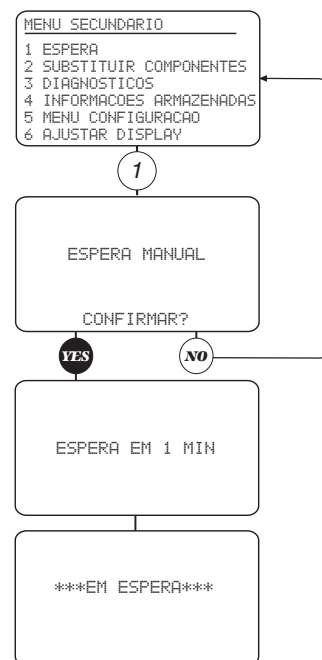 MENU SECUNDARIO
1 ESPERA
2 SUBSTITUIR COMPONENTES
3 DIAGNOSTICOS
4 INFORMACOES ARMAZENADAS
5 MENU CONFIGURACAO
6 AJUSTAR DISPLAY
1
ESPERA MANUAL
CONFIRMAR?
YES
NO
ESPERA EM 1 MIN
***EM ESPERA***